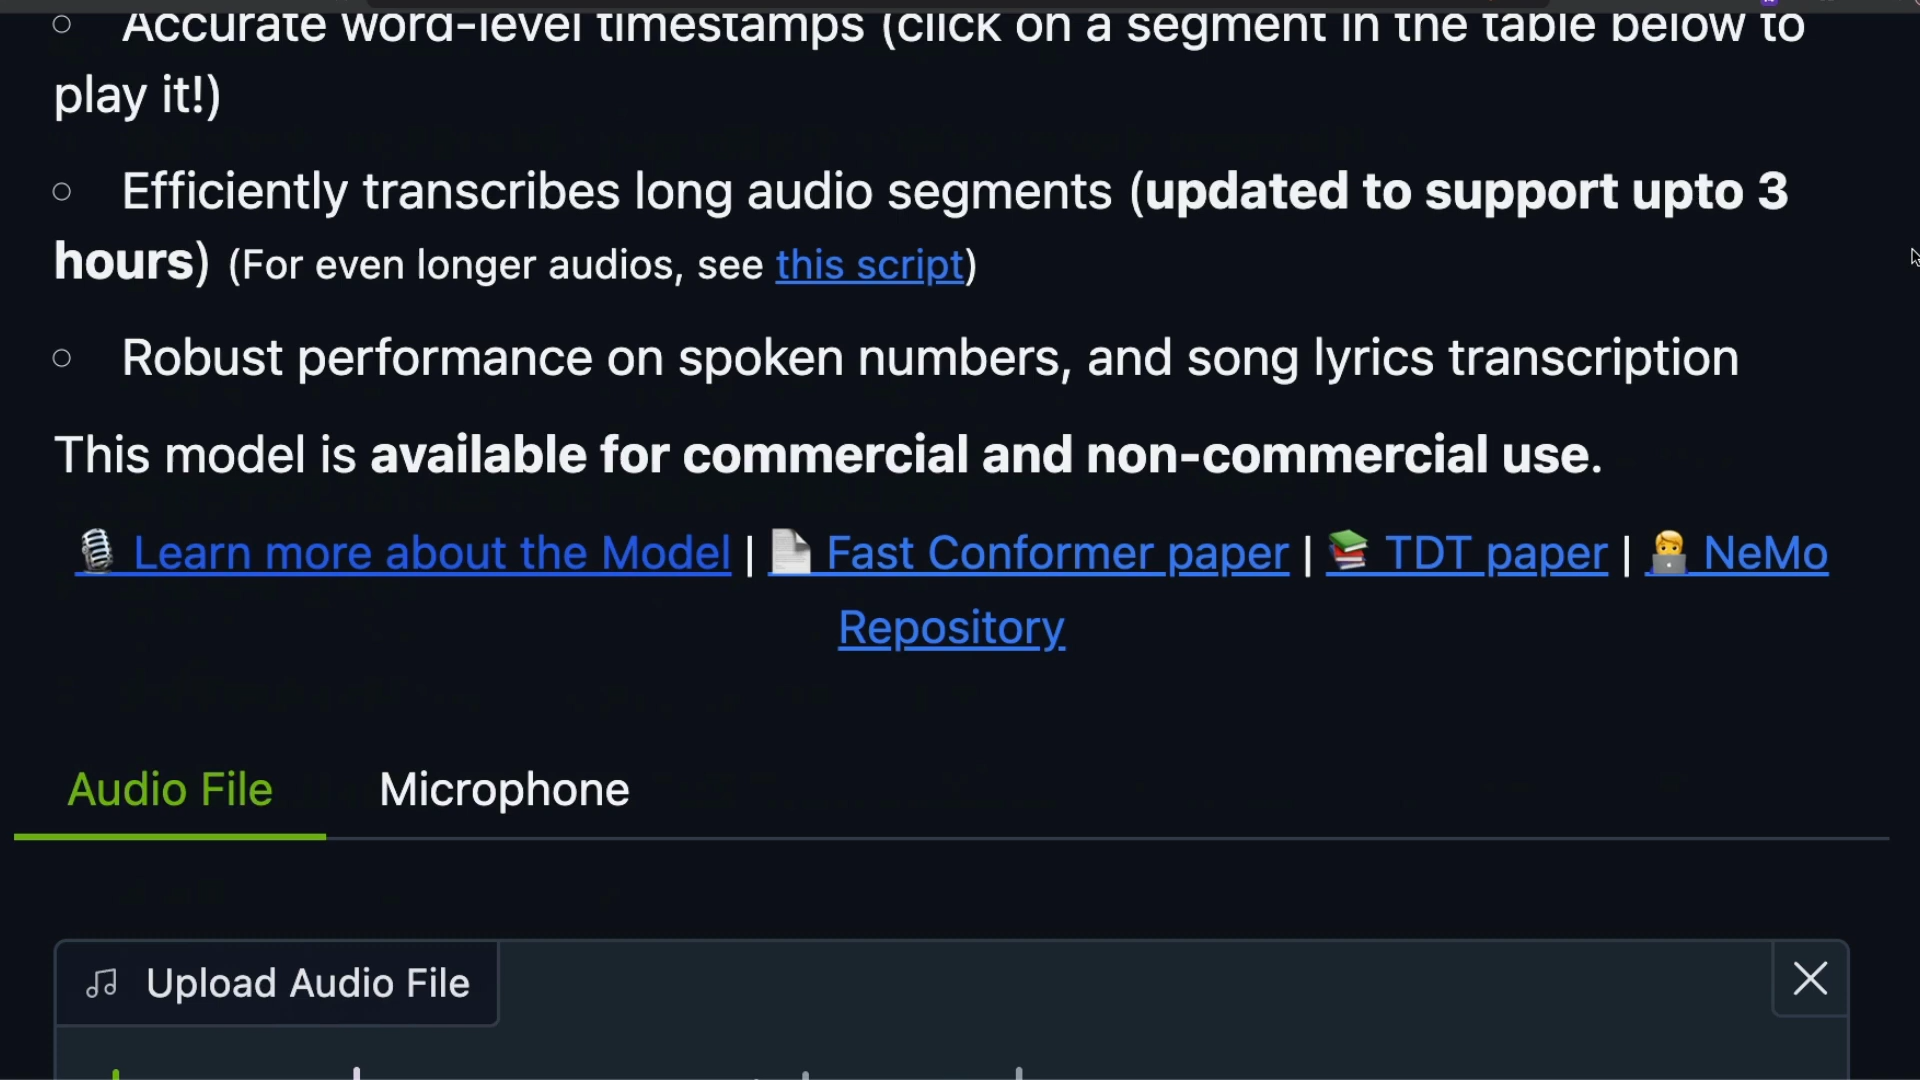 Accurate word-level timestamps (click on a segment in the table below to
play it!)
Efficiently transcribes long audio segments (updated to support upto 3
hours) (For even longer audios, see this script)
Robust performance on spoken numbers, and song lyrics transcription
This model is available for commercial and non-commercial use.
Learn more about the Model | Fast Conformer paper | TDT paper | NeMo
Repository
Audio File Microphone
Upload Audio File